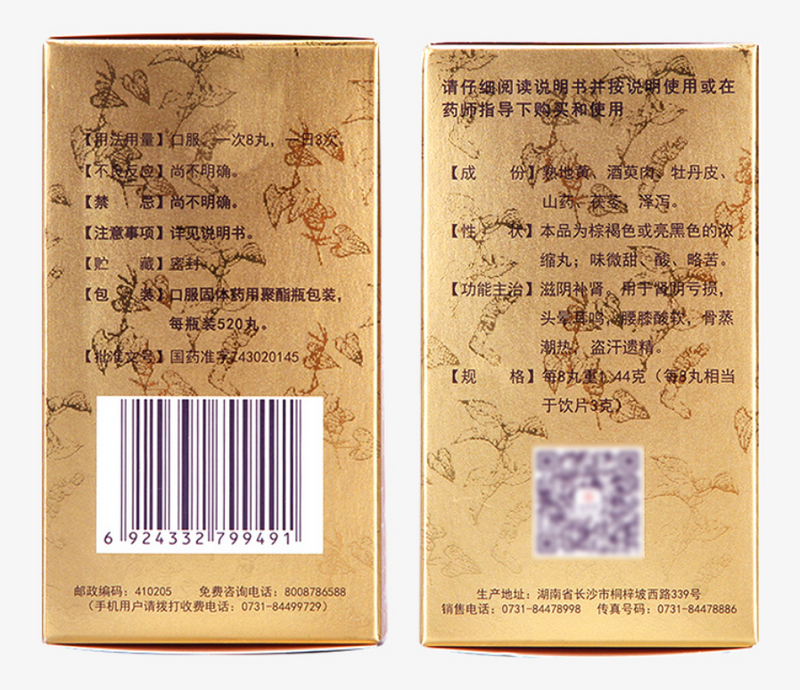 【用法用量】口服。一次8丸，一日3次。
【不良反应】尚不明确。
【禁　　忌】尚不明确。
【注意事项】详见说明书。
【贮　　藏】密封。
【包　　装】口服固体药用聚酯瓶包装，
每瓶装520丸。
【批准文号】国药准字Z43020145
6 924332 799491
邮政编码：410205　免费咨询电话：8008786588
（手机用户请拨打收费电话：0731-84499729）
请仔细阅读说明书并按说明使用或在
药师指导下购买和使用
【成　　份】熟地黄、酒萸肉、牡丹皮、
山药、茯苓、泽泻。
【性　　状】本品为棕褐色或亮黑色的浓
缩丸；味微甜、酸、略苦。
【功能主治】滋阴补肾。用于肾阴亏损，
头晕耳鸣，腰膝酸软，骨蒸
潮热，盗汗遗精。
【规　　格】每8丸重1.44克（每8丸相当
于饮片3克）
生产地址：湖南省长沙市桐梓坡西路339号
销售电话：0731-84478998　传真号码：0731-84478886